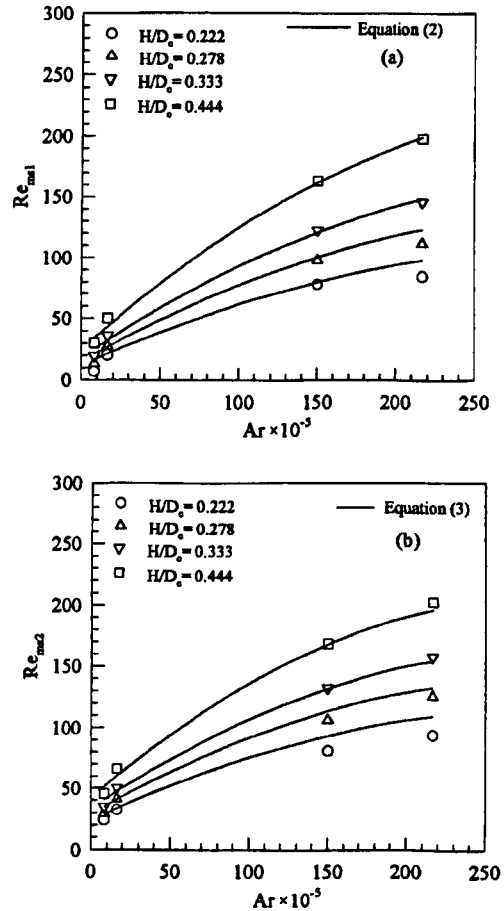 300
250
200
150
100
50
0
Re_ms1
H/D_c = 0.222
H/D_c = 0.278
H/D_c = 0.333
H/D_c = 0.444
Equation (2)
(a)
0 50 100 150 200 250
Ar×10^-5
300
250
200
150
100
50
0
Re_ms2
H/D_c = 0.222
H/D_c = 0.278
H/D_c = 0.333
H/D_c = 0.444
Equation (3)
(b)
0 50 100 150 200 250
Ar×10^-5